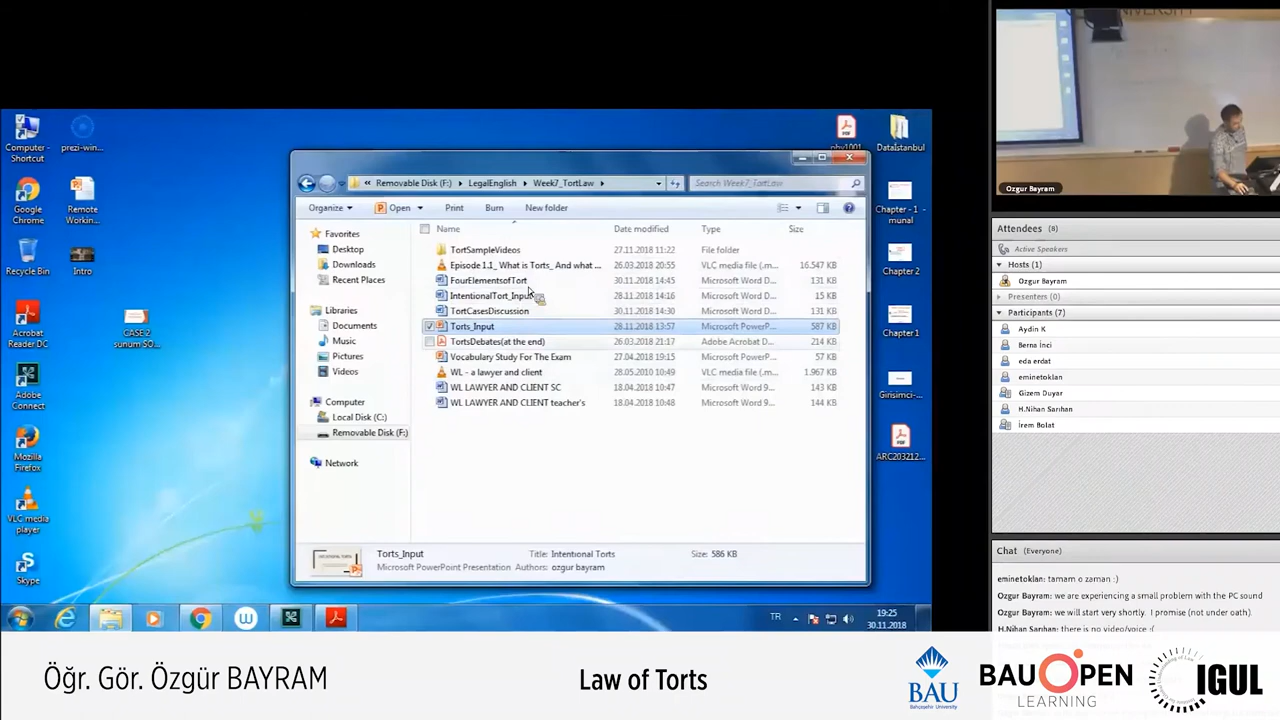 Computer - Shortcut
prezi-win...
Google Chrome
Remote Workin...
Recycle Bin
Intro
Acrobat Reader DC
CASE 2 sunum SO...
Adobe Connect
Mozilla Firefox
VLC media player
Skype
DataIstanbul
Chapter - 1 - munal
Chapter 2
Chapter 1
Girisimci-...
ARC203212...
Removable Disk (F:) LegalEnglish Week7_TortLaw
Search Week7_TortLaw
Organize Open Print Burn New folder
Name Date modified Type Size
Favorites
Desktop
Downloads
Recent Places
Libraries
Documents
Music
Pictures
Videos
Computer
Local Disk (C:)
Removable Disk (F:)
Network
TortSampleVideos 27.11.2018 11:22 File folder
Episode 1.1_ What is Torts_ And what ... 26.03.2018 20:55 VLC media file (.m... 16.547 KB
FourElementsofTort 30.11.2018 14:45 Microsoft Word D... 131 KB
IntentionalTort_Input 28.11.2018 14:16 Microsoft Word D... 15 KB
TortCasesDiscussion 30.11.2018 14:30 Microsoft Word D... 131 KB
Torts_Input 28.11.2018 13:57 Microsoft PowerP... 587 KB
TortsDebates(at the end) 26.03.2018 21:17 Adobe Acrobat D... 214 KB
Vocabulary Study For The Exam 27.04.2018 19:15 Microsoft PowerP... 57 KB
WL - a lawyer and client 28.05.2010 10:49 VLC media file (.m... 1.967 KB
WL LAWYER AND CLIENT SC 18.04.2018 10:47 Microsoft Word 9... 143 KB
WL LAWYER AND CLIENT teacher's 18.04.2018 10:48 Microsoft Word 9... 144 KB
Torts_Input Title: Intentional Torts Size: 586 KB
Microsoft PowerPoint Presentation Authors: ozgur bayram
TR 19:25
30.11.2018
Ozgur Bayram
Attendees (8)
Active Speakers
Hosts (1)
Ozgur Bayram
Presenters (0)
Participants (7)
Aydin K
Berna İnci
eda erdat
eminetoklan
Gizem Duyar
H.Nihan Sarıhan
İrem Bolat
Chat (Everyone)
eminetoklan: tamam o zaman :)
Ozgur Bayram: we are experiencing a small problem with the PC sound
Ozgur Bayram: we will start very shortly. I promise (not under oath).
H.Nihan Sarıhan: there is no video/voice :(
Öğr. Gör. Özgür BAYRAM
Law of Torts
BAU
Bahçeşehir University
BAU OPEN
LEARNING
IGUL